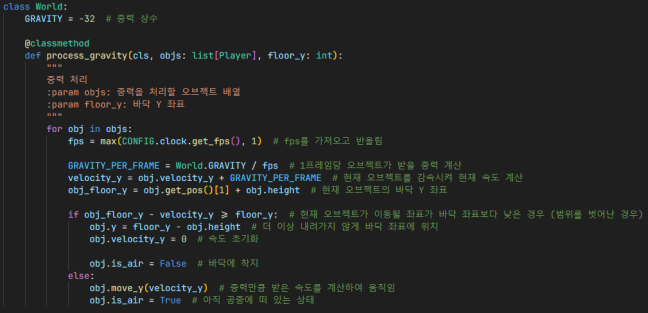 class World:
    GRAVITY = -32  # 중력 상수

    @classmethod
    def process_gravity(cls, objs: list[Player], floor_y: int):
        """
        중력 처리
        :param objs: 중력을 처리할 오브젝트 배열
        :param floor_y: 바닥 Y 좌표
        """
        for obj in objs:
            fps = max(CONFIG.clock.get_fps(), 1)  # fps를 가져오고 반올림

            GRAVITY_PER_FRAME = World.GRAVITY / fps  # 1프레임당 오브젝트가 받을 중력 계산
            velocity_y = obj.velocity_y + GRAVITY_PER_FRAME  # 현재 오브젝트를 감속시켜 현재 속도 계산
            obj_floor_y = obj.get_pos()[1] + obj.height  # 현재 오브젝트의 바닥 Y 좌표

            if obj_floor_y - velocity_y >= floor_y:  # 현재 오브젝트가 이동될 좌표가 바닥 좌표보다 낮은 경우 (범위를 벗어난 경우)
                obj.y = floor_y - obj.height  # 더 이상 내려가지 않게 바닥 좌표에 위치
                obj.velocity_y = 0  # 속도 초기화

                obj.is_air = False  # 바닥에 착지
            else:
                obj.move_y(velocity_y)  # 중력만큼 받은 속도를 계산하여 움직임
                obj.is_air = True  # 아직 공중에 떠 있는 상태